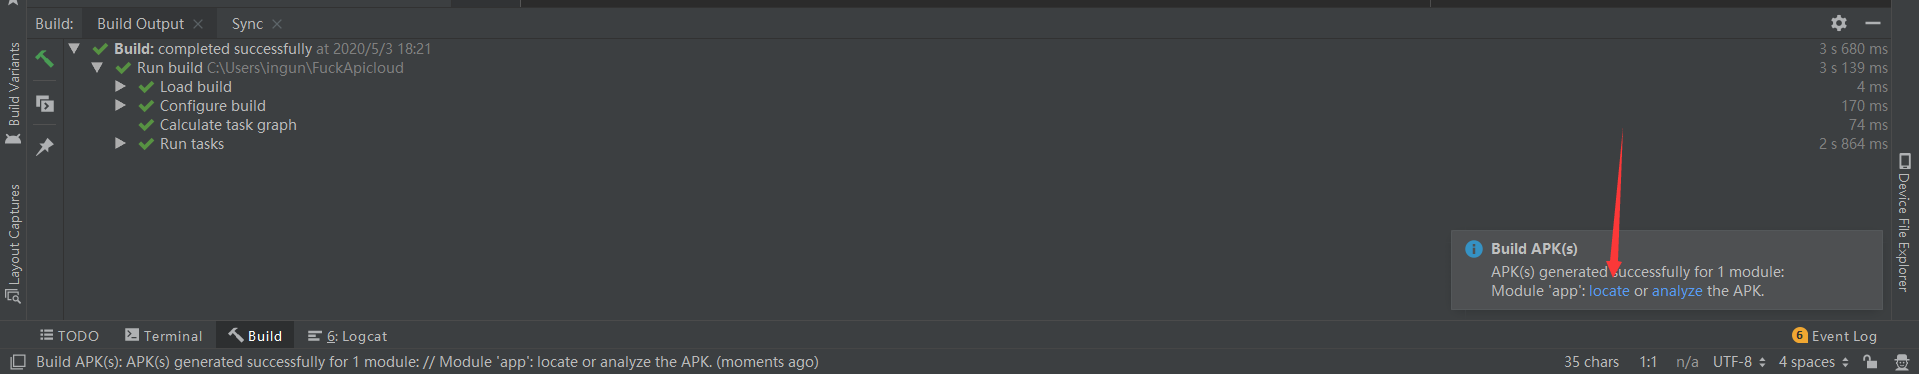 Build: Build Output Sync
Build: completed successfully at 2020/5/3 18:21 3 s 680 ms
Run build C:\Users\ingun\FuckApicloud 3 s 139 ms
Load build 4 ms
Configure build 170 ms
Calculate task graph 74 ms
Run tasks 2 s 864 ms
Build Variants
Layout Captures
Device File Explorer
Build APK(s)
APK(s) generated successfully for 1 module:
Module 'app': locate or analyze the APK.
TODO Terminal Build 6: Logcat 6 Event Log
Build APK(s): APK(s) generated successfully for 1 module: // Module 'app': locate or analyze the APK. (moments ago) 35 chars 1:1 n/a UTF-8 4 spaces